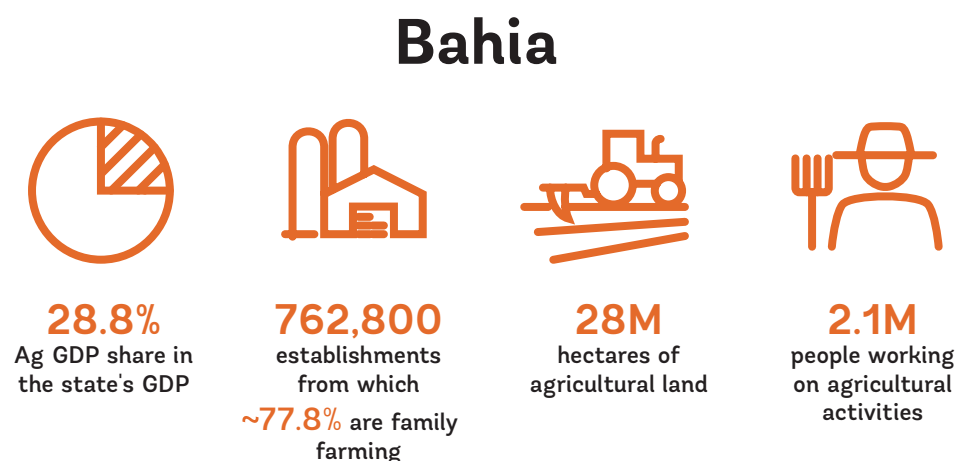 Bahia
28.8%
Ag GDP share in
the state's GDP
762,800
establishments
from which
~77.8% are family
farming
28M
hectares of
agricultural land
2.1M
people working
on agricultural
activities